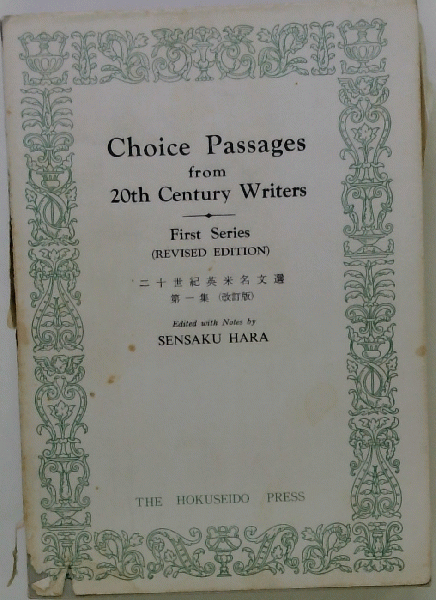 Choice Passages
from
20th Century Writers
First Series
(REVISED EDITION)
二十世紀英米名文選
第一集 (改訂版)
Edited with Notes by
SENSAKU HARA
THE HOKUSEIDO PRESS